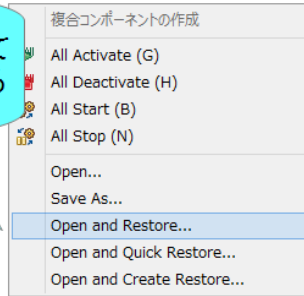 複合コンポーネントの作成
て
All Activate (G)
All Deactivate (H)
All Start (B)
All Stop (N)
Open...
Save As...
Open and Restore...
Open and Quick Restore...
Open and Create Restore...